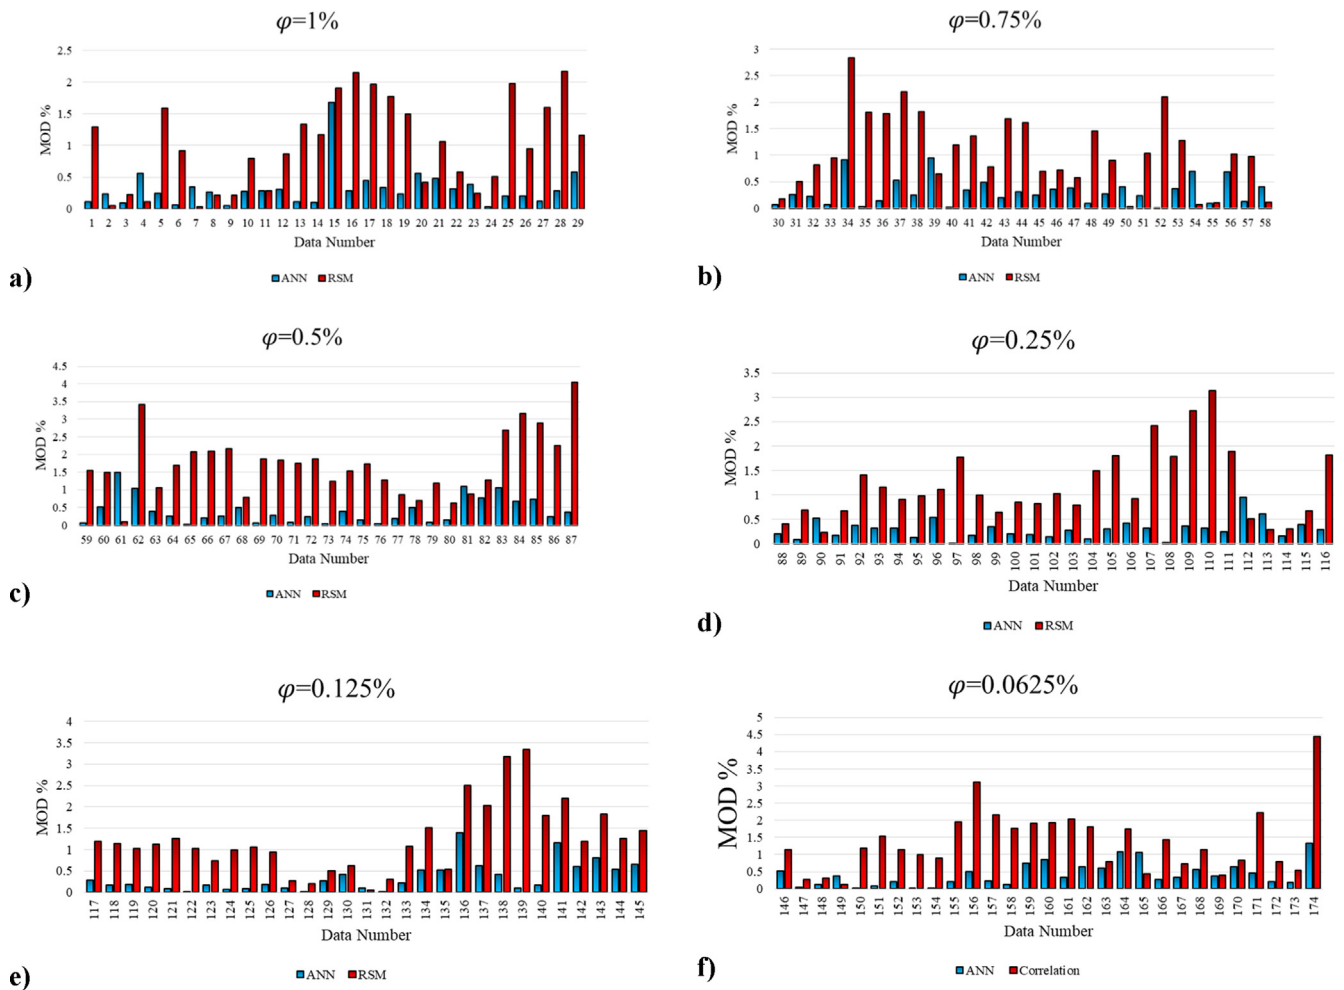 φ=1%
2.5
2
1.5
1
0.5
0
MOD %
1 2 3 4 5 6 7 8 9 10 11 12 13 14 15 16 17 18 19 20 21 22 23 24 25 26 27 28 29
Data Number
ANN RSM
a)
φ=0.75%
3
2.5
2
1.5
1
0.5
0
MOD %
30 31 32 33 34 35 36 37 38 39 40 41 42 43 44 45 46 47 48 49 50 51 52 53 54 55 56 57 58
Data Number
ANN RSM
b)
φ=0.5%
4.5
4
3.5
3
2.5
2
1.5
1
0.5
0
MOD %
59 60 61 62 63 64 65 66 67 68 69 70 71 72 73 74 75 76 77 78 79 80 81 82 83 84 85 86 87
Data Number
ANN RSM
c)
φ=0.25%
3.5
3
2.5
2
1.5
1
0.5
0
MOD %
88 89 90 91 92 93 94 95 96 97 98 99 100 101 102 103 104 105 106 107 108 109 110 111 112 113 114 115 116
Data Number
ANN RSM
d)
φ=0.125%
4
3.5
3
2.5
2
1.5
1
0.5
0
MOD %
117 118 119 120 121 122 123 124 125 126 127 128 129 130 131 132 133 134 135 136 137 138 139 140 141 142 143 144 145
Data Number
ANN RSM
e)
φ=0.0625%
5
4.5
4
3.5
3
2.5
2
1.5
1
0.5
0
MOD %
146 147 148 149 150 151 152 153 154 155 156 157 158 159 160 161 162 163 164 165 166 167 168 169 170 171 172 173 174
Data Number
ANN Correlation
f)